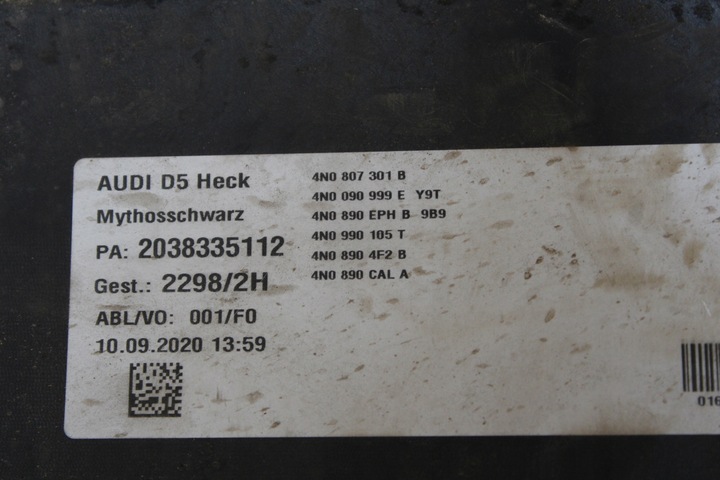 AUDI D5 Heck
Mythosschwarz
PA: 2038335112
Gest.: 2298/2H
ABL/VO: 001/F0
10.09.2020 13:59
4N0 807 301 B
4N0 090 999 E Y9T
4N0 890 EPH B 9B9
4N0 990 105 T
4N0 890 4F2 B
4N0 890 CAL A
016